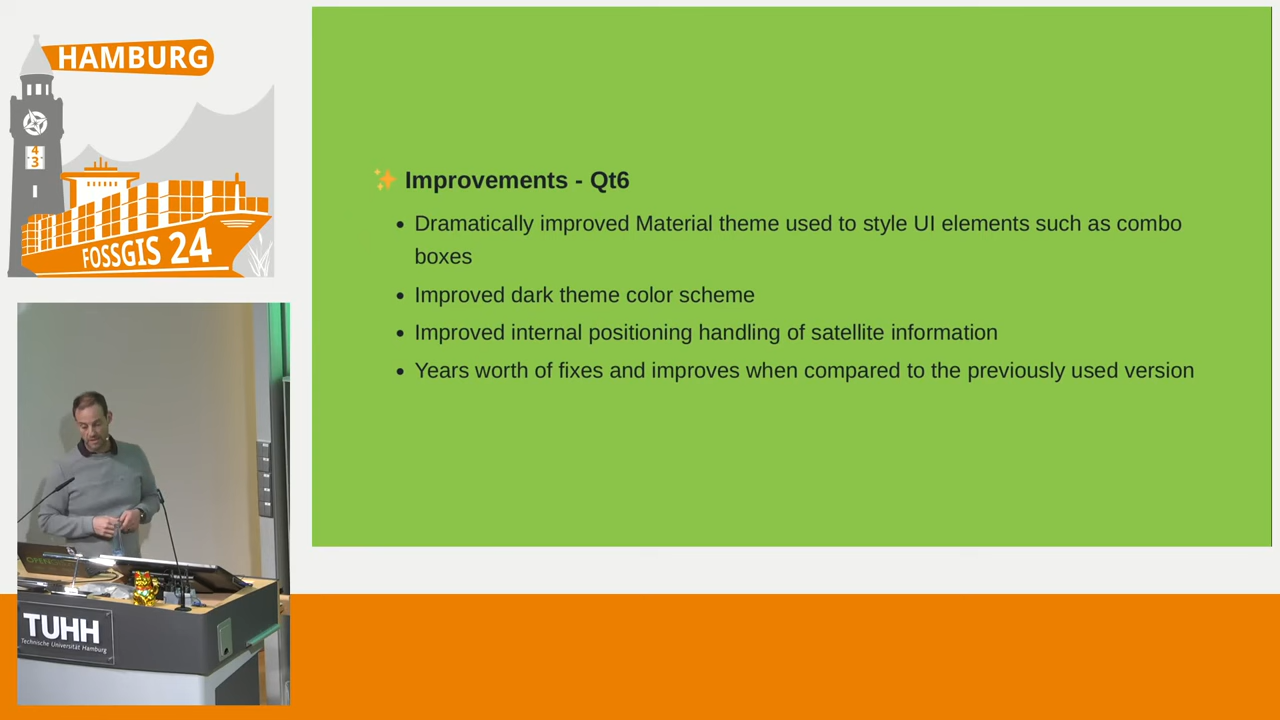 HAMBURG
4
3
FOSSGIS 24
✨ Improvements - Qt6
• Dramatically improved Material theme used to style UI elements such as combo
boxes
• Improved dark theme color scheme
• Improved internal positioning handling of satellite information
• Years worth of fixes and improves when compared to the previously used version
TUHH
Technische Universität Hamburg